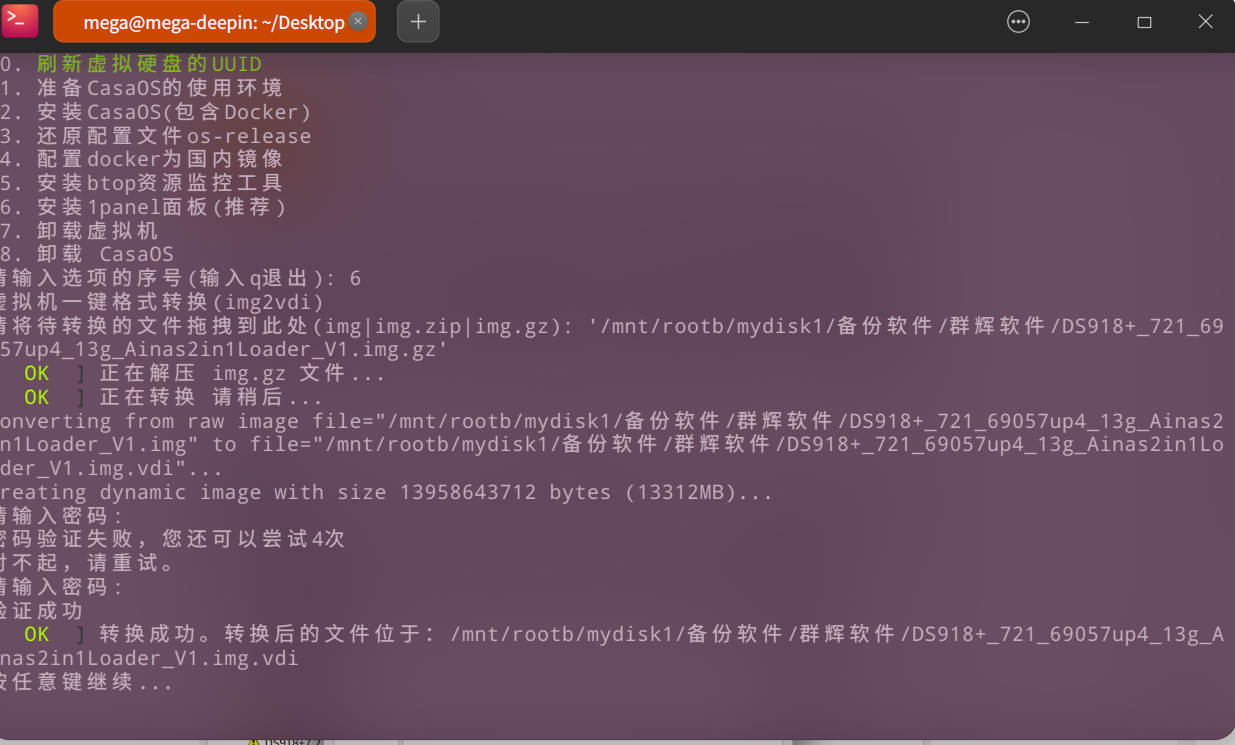 mega@mega-deepin: ~/Desktop
0. 刷新虚拟硬盘的UUID
1. 准备CasaOS的使用环境
2. 安装CasaOS(包含Docker)
3. 还原配置文件os-release
4. 配置docker为国内镜像
5. 安装btop资源监控工具
6. 安装1panel面板(推荐)
7. 卸载虚拟机
8. 卸载 CasaOS
请输入选项的序号(输入q退出): 6
虚拟机一键格式转换(img2vdi)
请将待转换的文件拖拽到此处(img|img.zip|img.gz): '/mnt/rootb/mydisk1/备份软件/群辉软件/DS918+_721_69
57up4_13g_Ainas2in1Loader_V1.img.gz'
OK ] 正在解压 img.gz 文件...
OK ] 正在转换 请稍后...
onverting from raw image file="/mnt/rootb/mydisk1/备份软件/群辉软件/DS918+_721_69057up4_13g_Ainas2
n1Loader_V1.img" to file="/mnt/rootb/mydisk1/备份软件/群辉软件/DS918+_721_69057up4_13g_Ainas2in1Lo
der_V1.img.vdi"...
reating dynamic image with size 13958643712 bytes (13312MB)...
请输入密码:
密码验证失败，您还可以尝试4次
对不起，请重试。
请输入密码:
验证成功
OK ] 转换成功。转换后的文件位于: /mnt/rootb/mydisk1/备份软件/群辉软件/DS918+_721_69057up4_13g_A
nas2in1Loader_V1.img.vdi
按任意键继续...